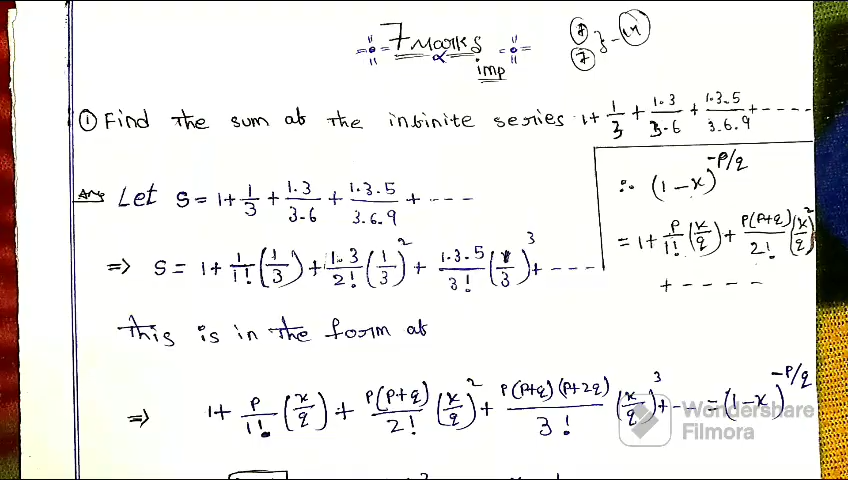 7 Marks
imp
8
7 } - 14
① Find the sum of the infinite series 1 + 1/3 + 1.3/3.6 + 1.3.5/3.6.9 + ----
Ans Let S = 1 + 1/3 + 1.3/3-6 + 1.3.5/3.6.9 + ----
⇒ S = 1 + 1/1! (1/3) + 1.3/2! (1/3)² + 1.3.5/3! (1/3)³ + ----
∴ (1-x)^-P/q
= 1 + P/1! (x/q) + P(P+q)/2! (x/q)²
+ ----
This is in the form of
⇒ 1 + P/1! (x/q) + P(P+q)/2! (x/q)² + P(P+q)(P+2q)/3! (x/q)³ + -- = (1-x)^-P/q
Wondershare
Filmora